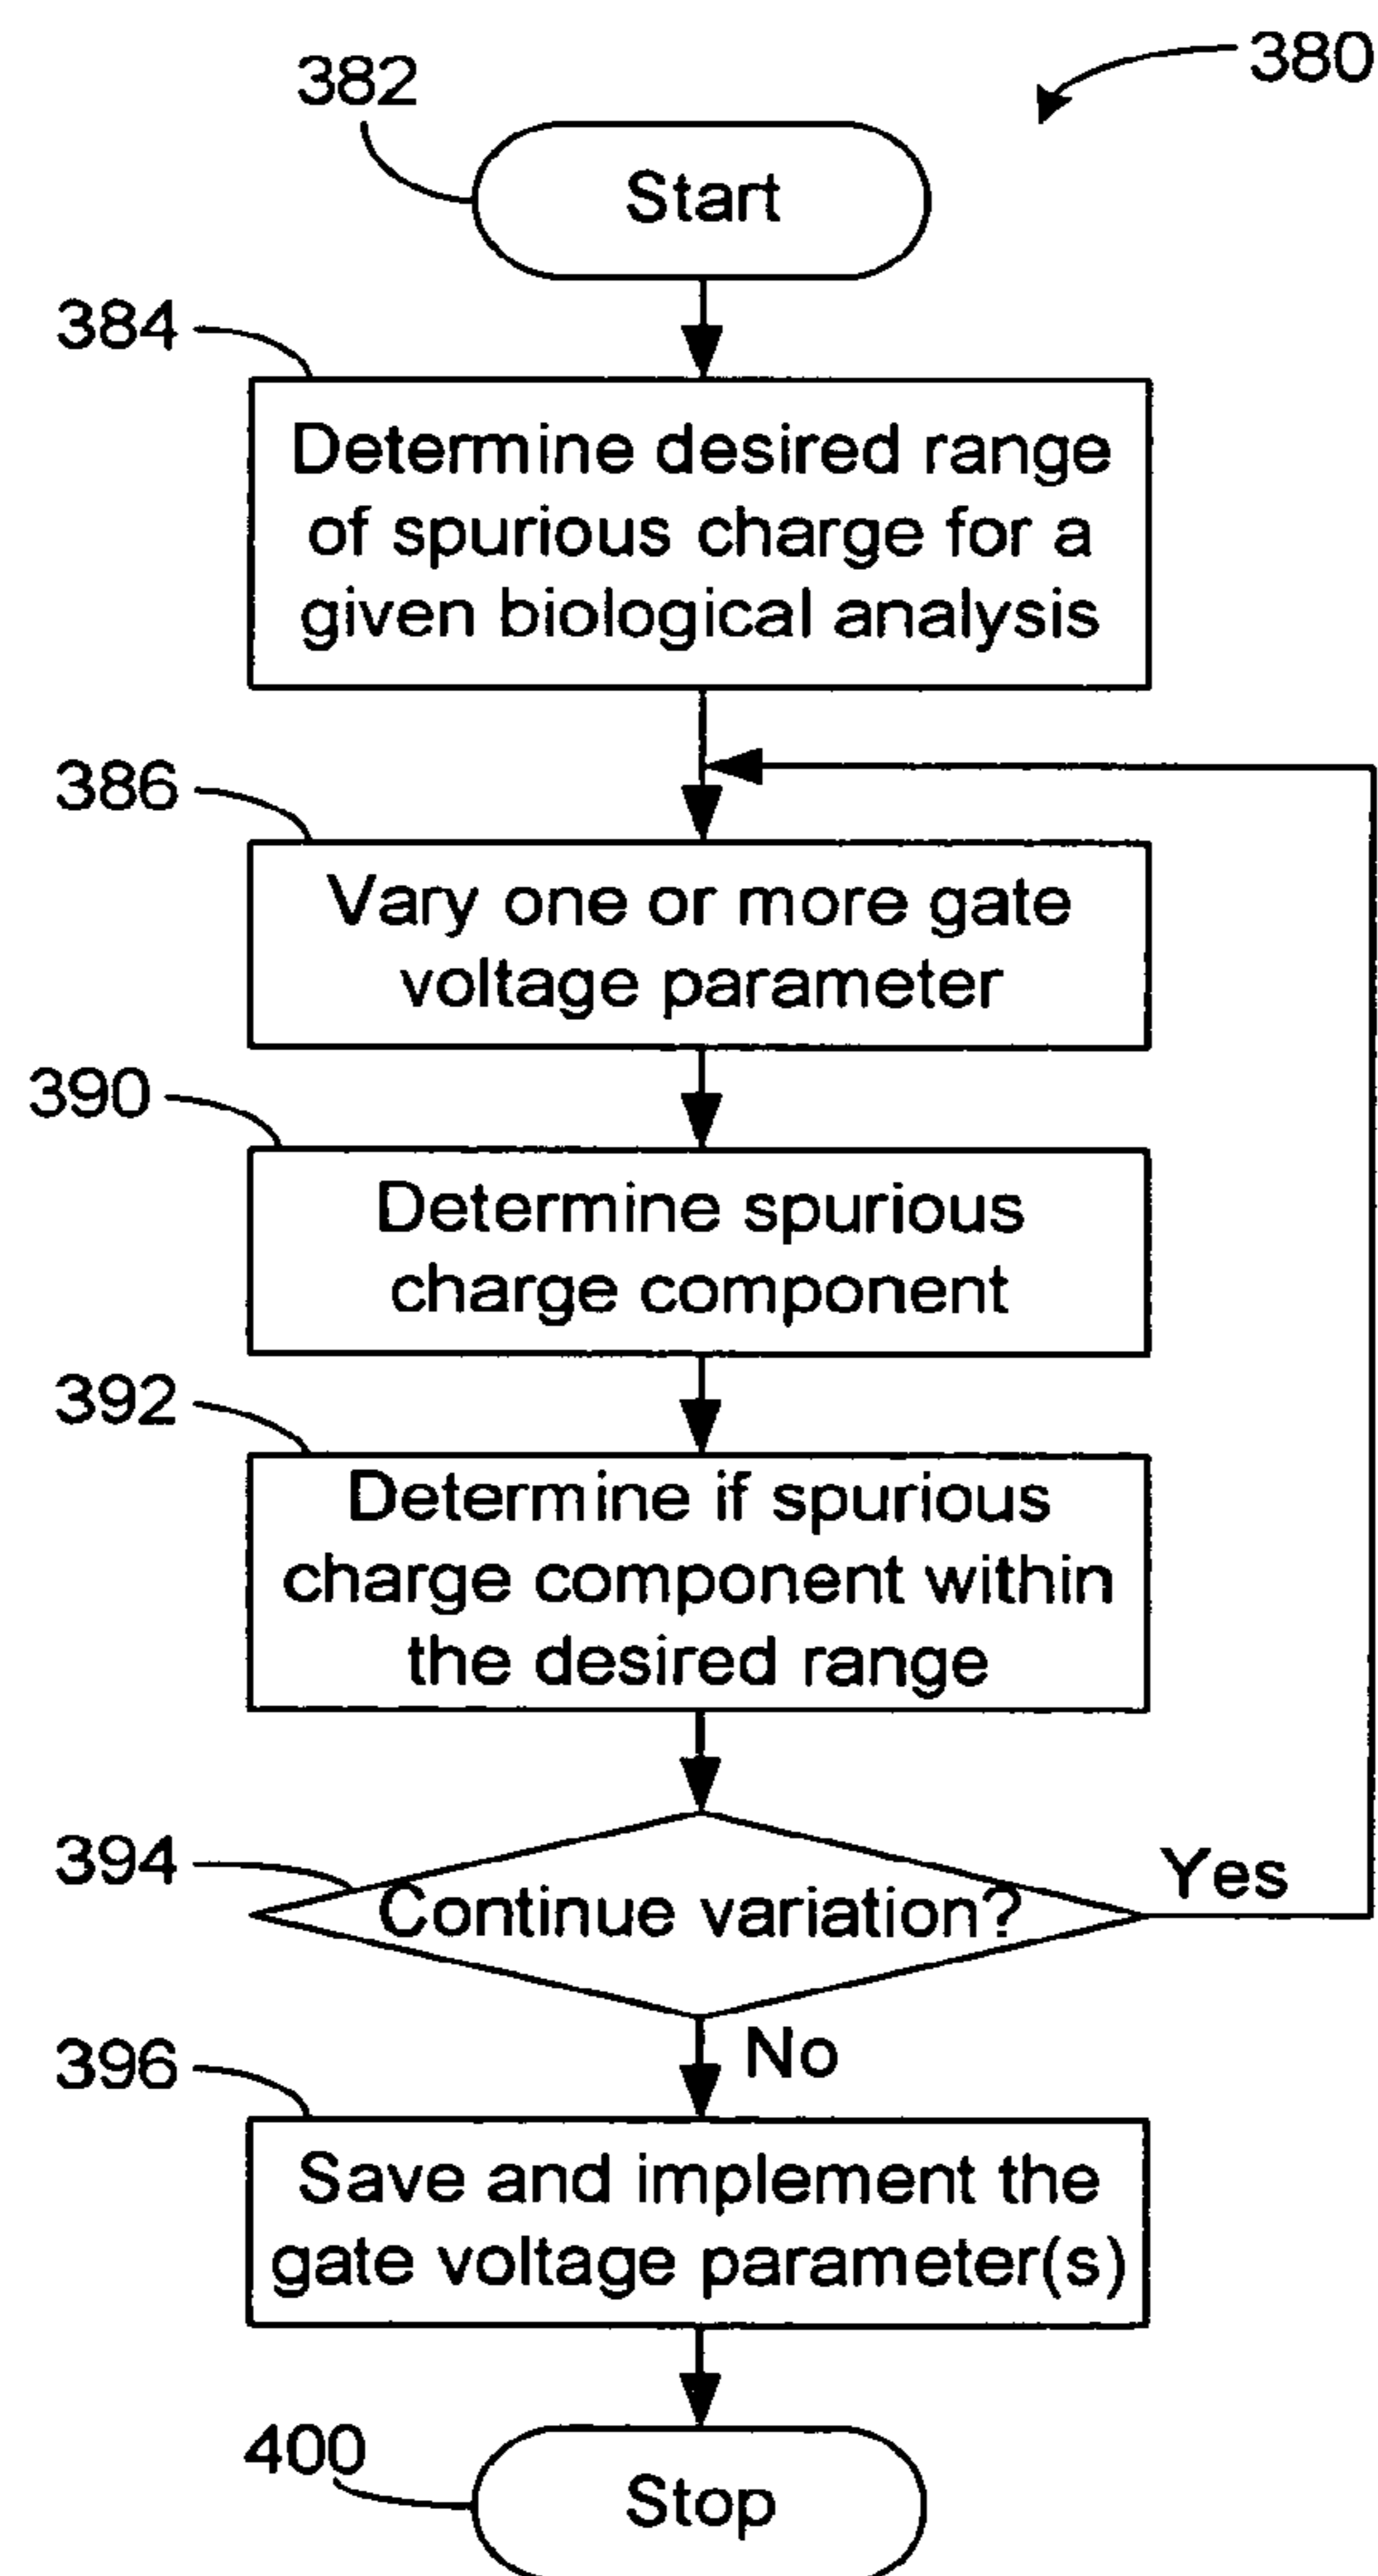 380
382
Start
384
Determine desired range
of spurious charge for a
given biological analysis
386
Vary one or more gate
voltage parameter
390
Determine spurious
charge component
392
Determine if spurious
charge component within
the desired range
394
Continue variation?
Yes
No
396
Save and implement the
gate voltage parameter(s)
400
Stop